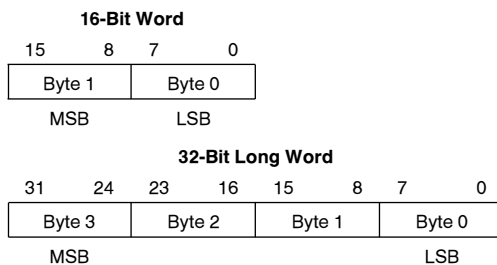 16-Bit Word
15 8 7 0
Byte 1 Byte 0
MSB LSB
32-Bit Long Word
31 24 23 16 15 8 7 0
Byte 3 Byte 2 Byte 1 Byte 0
MSB LSB